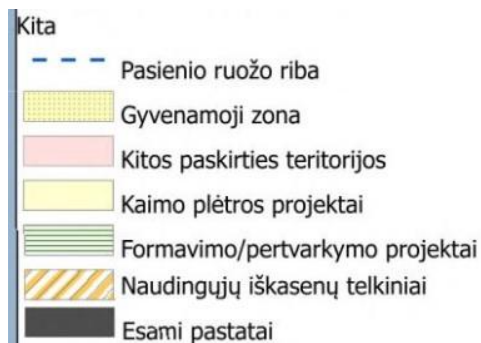 Kita
Pasienio ruožo riba
Gyvenamoji zona
Kitos paskirties teritorijos
Kaimo plėtros projektai
Formavimo/pertvarkymo projektai
Naudingųjų iškasenų telkiniai
Esami pastatai